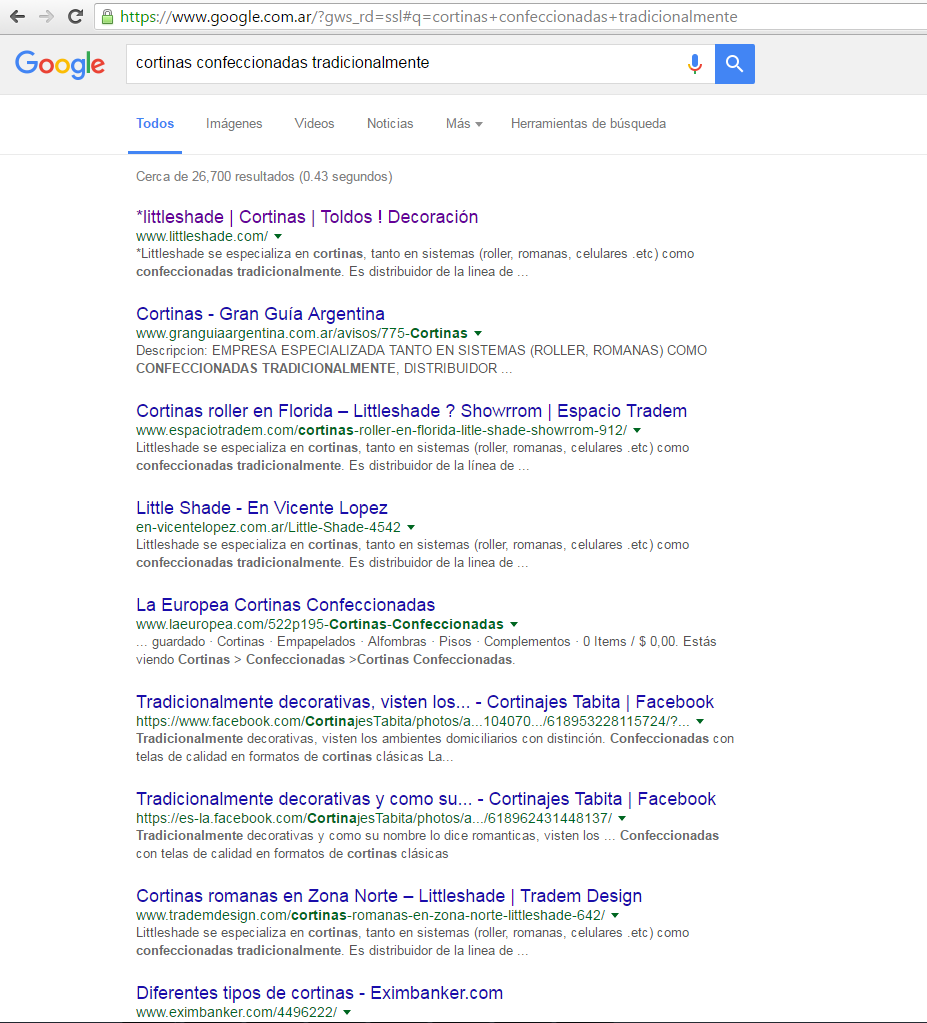 https://www.google.com.ar/?gws_rd=ssl#q=cortinas+confeccionadas+tradicionalmente
Google
cortinas confeccionadas tradicionalmente
Todos Imágenes Videos Noticias Más Herramientas de búsqueda
Cerca de 26,700 resultados (0.43 segundos)
*littleshade | Cortinas | Toldos ! Decoración
www.littleshade.com/
*Littleshade se especializa en cortinas, tanto en sistemas (roller, romanas, celulares .etc) como
confeccionadas tradicionalmente. Es distribuidor de la linea de ...
Cortinas - Gran Guía Argentina
www.granguiaargentina.com.ar/avisos/775-Cortinas
Descripcion: EMPRESA ESPECIALIZADA TANTO EN SISTEMAS (ROLLER, ROMANAS) COMO
CONFECCIONADAS TRADICIONALMENTE, DISTRIBUIDOR ...
Cortinas roller en Florida – Littleshade ? Showrrom | Espacio Tradem
www.espaciotradem.com/cortinas-roller-en-florida-litle-shade-showrrom-912/
Littleshade se especializa en cortinas, tanto en sistemas (roller, romanas, celulares .etc) como
confeccionadas tradicionalmente. Es distribuidor de la línea de ...
Little Shade - En Vicente Lopez
en-vicentelopez.com.ar/Little-Shade-4542
Littleshade se especializa en cortinas, tanto en sistemas (roller, romanas, celulares .etc) como
confeccionadas tradicionalmente. Es distribuidor de la linea de ...
La Europea Cortinas Confeccionadas
www.laeuropea.com/522p195-Cortinas-Confeccionadas
... guardado · Cortinas · Empapelados · Alfombras · Pisos · Complementos · 0 Items / $ 0,00. Estás
viendo Cortinas > Confeccionadas >Cortinas Confeccionadas.
Tradicionalmente decorativas, visten los... - Cortinajes Tabita | Facebook
https://www.facebook.com/CortinajesTabita/photos/a...104070.../618953228115724/?...
Tradicionalmente decorativas, visten los ambientes domiciliarios con distinción. Confeccionadas con
telas de calidad en formatos de cortinas clásicas La...
Tradicionalmente decorativas y como su... - Cortinajes Tabita | Facebook
https://es-la.facebook.com/CortinajesTabita/photos/a.../618962431448137/
Tradicionalmente decorativas y como su nombre lo dice romanticas, visten los ... Confeccionadas
con telas de calidad en formatos de cortinas clásicas
Cortinas romanas en Zona Norte – Littleshade | Tradem Design
www.trademdesign.com/cortinas-romanas-en-zona-norte-littleshade-642/
Littleshade se especializa en cortinas, tanto en sistemas (roller, romanas, celulares .etc) como
confeccionadas tradicionalmente. Es distribuidor de la linea de ...
Diferentes tipos de cortinas - Eximbanker.com
www.eximbanker.com/4496222/